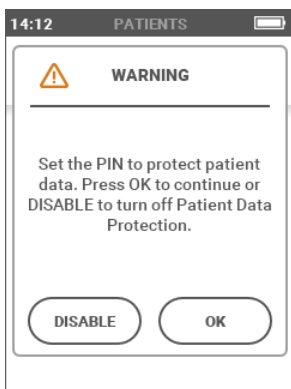 14:12 PATIENTS
WARNING
Set the PIN to protect patient
data. Press OK to continue or
DISABLE to turn off Patient Data
Protection.
DISABLE OK